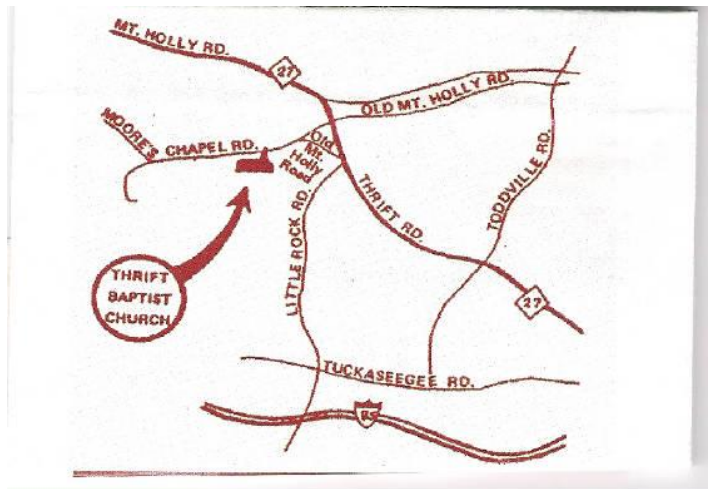 MT. HOLLY RD.
27
OLD MT. HOLLY RD
MOORE'S
CHAPEL RD.
Old
Mt.
Holly
Road
THRIFT RD.
TODDVILLE RD.
LITTLE ROCK RD.
THRIFT
BAPTIST
CHURCH
27
TUCKASEEGEE RD.